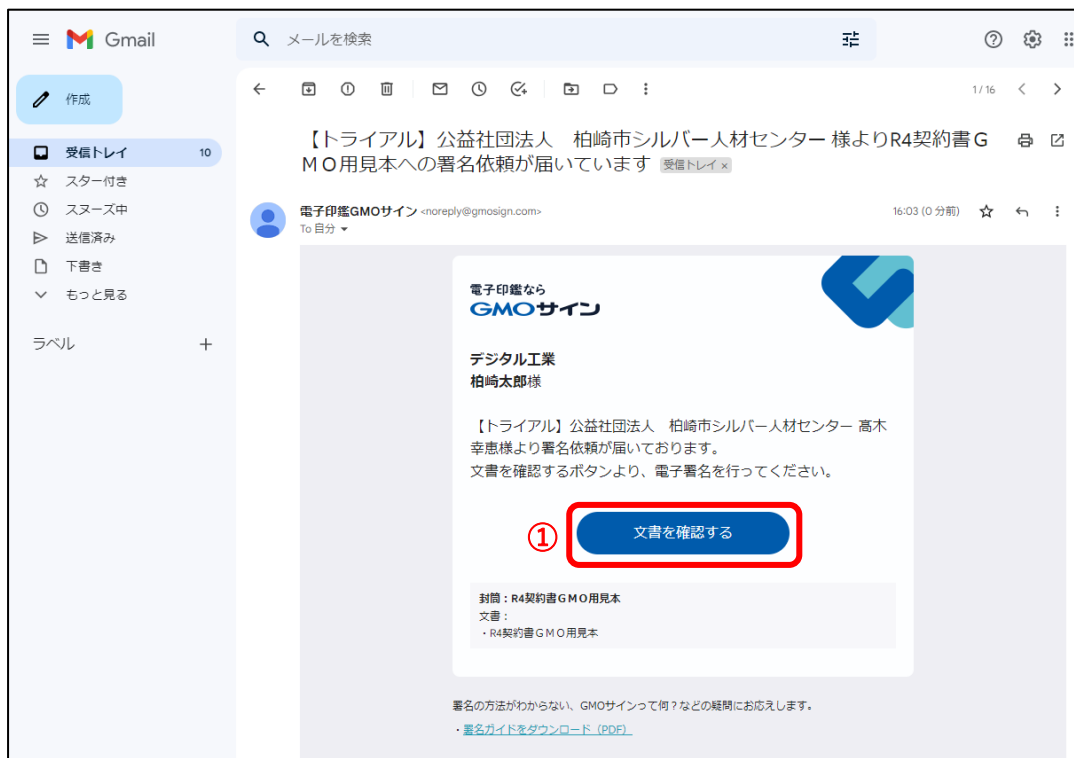 Gmail
メールを検索
作成
1/16
受信トレイ 10
スター付き
スヌーズ中
送信済み
下書き
もっと見る
ラベル
【トライアル】公益社団法人　柏崎市シルバー人材センター 様よりR4契約書G
MO用見本への署名依頼が届いています 受信トレイ ×
電子印鑑GMOサイン <noreply@gmosign.com> 16:03 (0 分前)
To 自分
電子印鑑なら
GMOサイン
デジタル工業
柏崎太郎様
【トライアル】公益社団法人　柏崎市シルバー人材センター 髙木
幸恵様より署名依頼が届いております。
文書を確認するボタンより、電子署名を行ってください。
① 文書を確認する
封筒：R4契約書GMO用見本
文書：
・R4契約書GMO用見本
署名の方法がわからない、GMOサインって何？などの疑問にお応えします。
・署名ガイドをダウンロード（PDF）